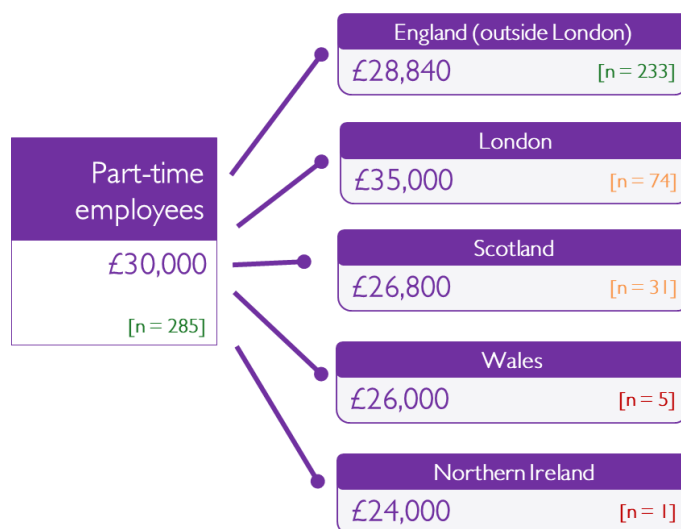 Part-time
employees
£30,000
[n = 285]
England (outside London)
£28,840 [n = 233]
London
£35,000 [n = 74]
Scotland
£26,800 [n = 31]
Wales
£26,000 [n = 5]
Northern Ireland
£24,000 [n = 1]